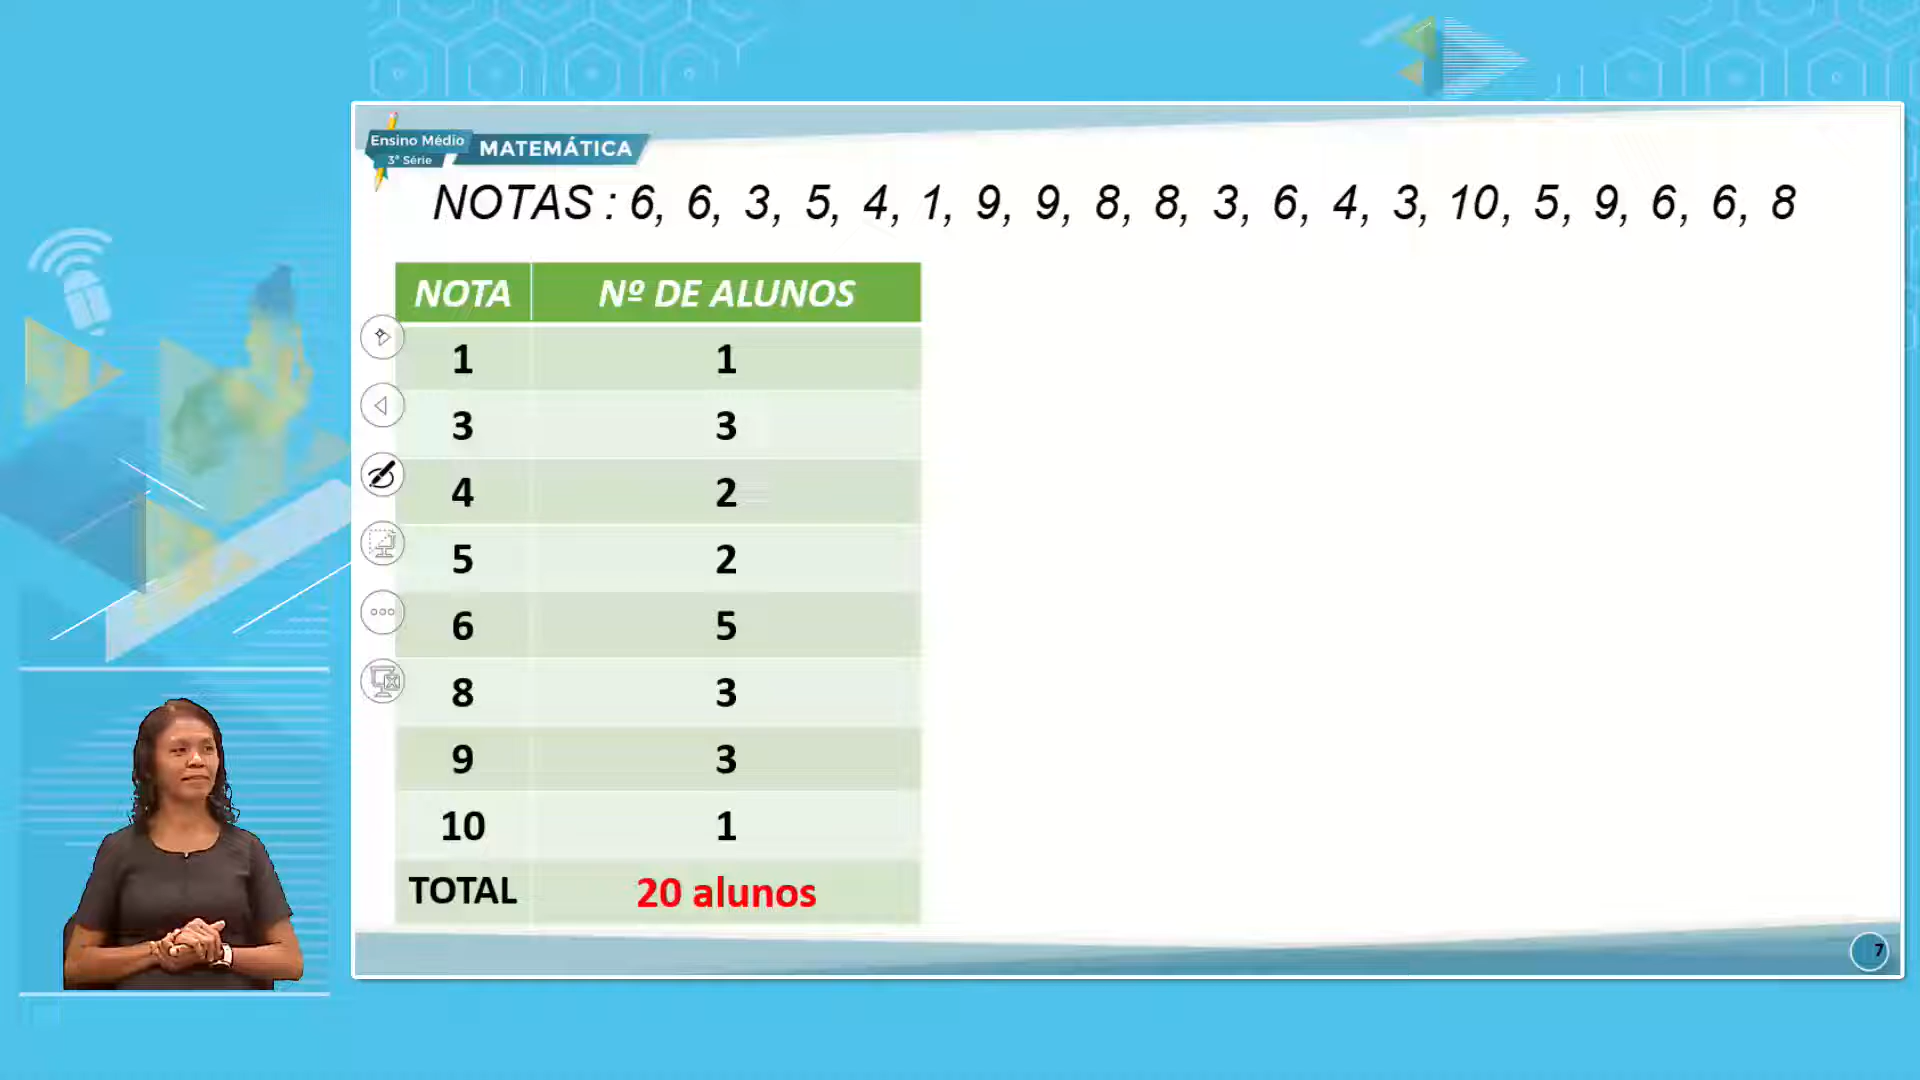 Ensino Médio
3ª Série
MATEMÁTICA
NOTAS : 6, 6, 3, 5, 4, 1, 9, 9, 8, 8, 3, 6, 4, 3, 10, 5, 9, 6, 6, 8
NOTA Nº DE ALUNOS
1 1
3 3
4 2
5 2
6 5
8 3
9 3
10 1
TOTAL 20 alunos
7